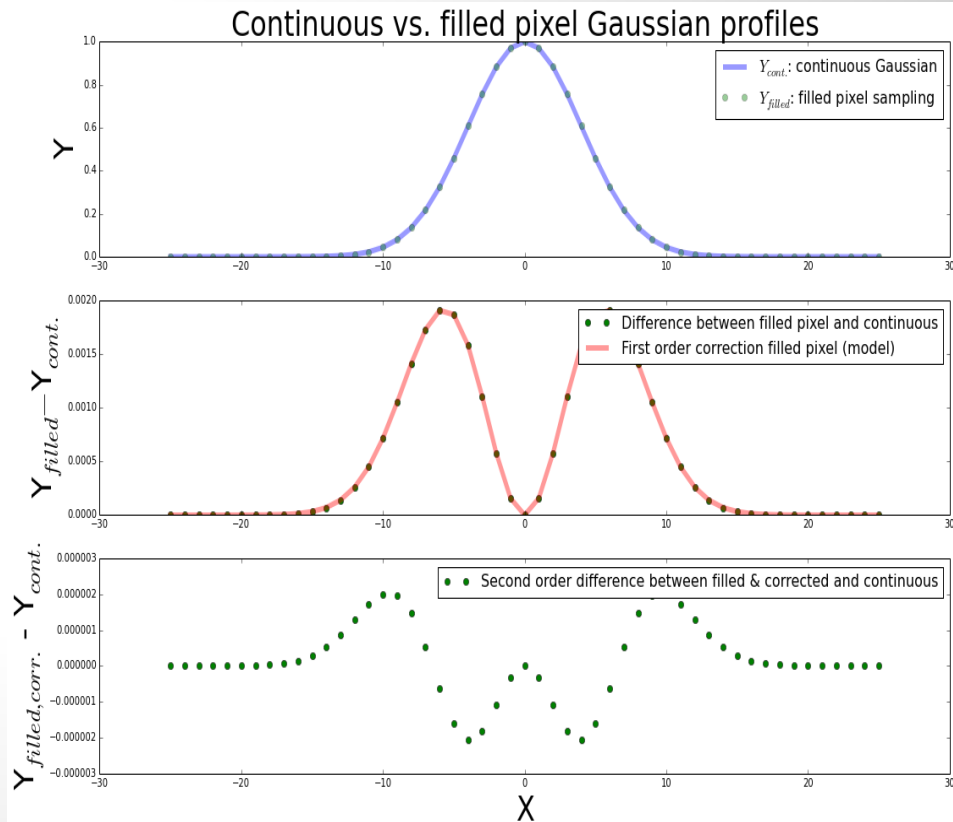 Continuous vs. filled pixel Gaussian profiles
Y
1.0
0.8
0.6
0.4
0.2
0.0
Y_cont.: continuous Gaussian
Y_filled: filled pixel sampling
−30 −20 −10 0 10 20 30
Y_filled—Y_cont.
0.0020
0.0015
0.0010
0.0005
0.0000
Difference between filled pixel and continuous
First order correction filled pixel (model)
−30 −20 −10 0 10 20 30
Y_filled,corr. - Y_cont.
0.000003
0.000002
0.000001
0.000000
−0.000001
−0.000002
−0.000003
Second order difference between filled & corrected and continuous
−30 −20 −10 0 10 20 30
X